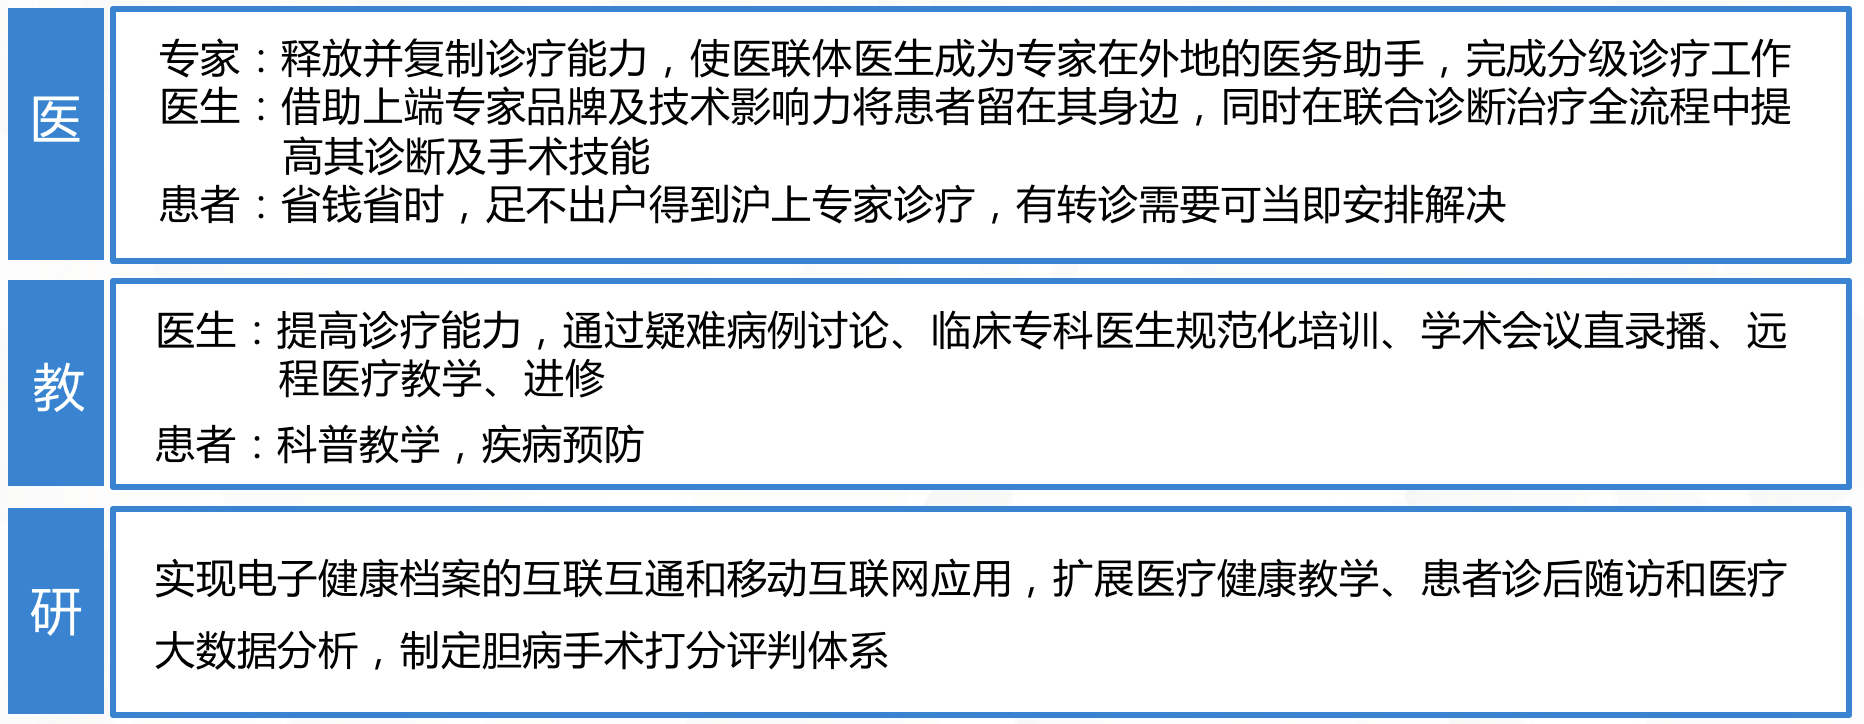 医
专家：释放并复制诊疗能力，使医联体医生成为专家在外地的医务助手，完成分级诊疗工作
医生：借助上端专家品牌及技术影响力将患者留在其身边，同时在联合诊断治疗全流程中提
高其诊断及手术技能
患者：省钱省时，足不出户得到沪上专家诊疗，有转诊需要可当即安排解决
教
医生：提高诊疗能力，通过疑难病例讨论、临床专科医生规范化培训、学术会议直录播、远
程医疗教学、进修
患者：科普教学，疾病预防
研
实现电子健康档案的互联互通和移动互联网应用，扩展医疗健康教学、患者诊后随访和医疗
大数据分析，制定胆病手术打分评判体系